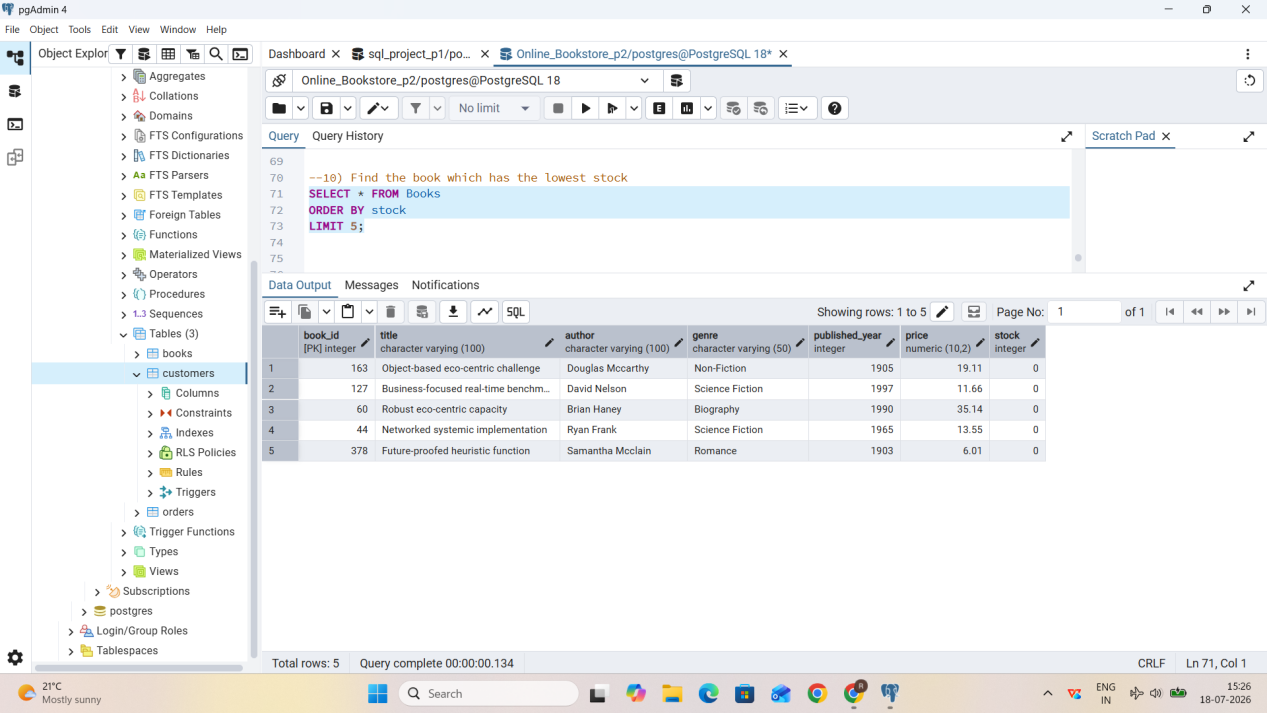 pgAdmin 4
File Object Tools Edit View Window Help
Object Explor
Dashboard sql_project_p1/po... Online_Bookstore_p2/postgres@PostgreSQL 18*
Online_Bookstore_p2/postgres@PostgreSQL 18
No limit
E
Query Query History
Scratch Pad
69
70 --10) Find the book which has the lowest stock
71 SELECT * FROM Books
72 ORDER BY stock
73 LIMIT 5;
74
75
Aggregates
Collations
Domains
FTS Configurations
FTS Dictionaries
FTS Parsers
FTS Templates
Foreign Tables
Functions
Materialized Views
Operators
Procedures
1..3 Sequences
Tables (3)
books
customers
Columns
Constraints
Indexes
RLS Policies
Rules
Triggers
orders
Trigger Functions
Types
Views
Subscriptions
postgres
Login/Group Roles
Tablespaces
Data Output Messages Notifications
SQL
Showing rows: 1 to 5 Page No: 1 of 1
book_id title author genre published_year price stock
[PK] integer character varying (100) character varying (100) character varying (50) integer numeric (10,2) integer
1 163 Object-based eco-centric challenge Douglas Mccarthy Non-Fiction 1905 19.11 0
2 127 Business-focused real-time benchm... David Nelson Science Fiction 1997 11.66 0
3 60 Robust eco-centric capacity Brian Haney Biography 1990 35.14 0
4 44 Networked systemic implementation Ryan Frank Science Fiction 1965 13.55 0
5 378 Future-proofed heuristic function Samantha Mcclain Romance 1903 6.01 0
Total rows: 5 Query complete 00:00:00.134 CRLF Ln 71, Col 1
21°C
Mostly sunny
Search
R
ENG
IN
15:26
18-07-2026